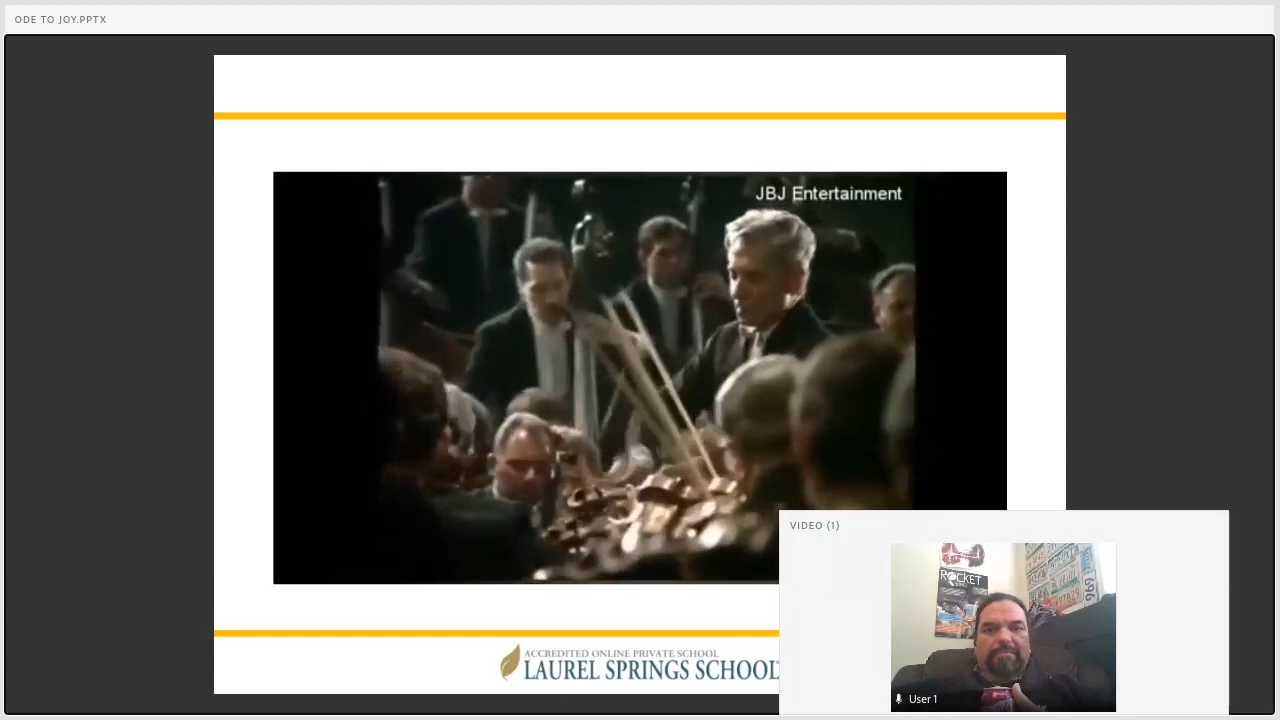 ODE TO JOY.PPTX
JBJ Entertainment
VIDEO (1)
ROCKET
User 1
ACCREDITED ONLINE PRIVATE SCHOOL
LAUREL SPRINGS SCHOOL